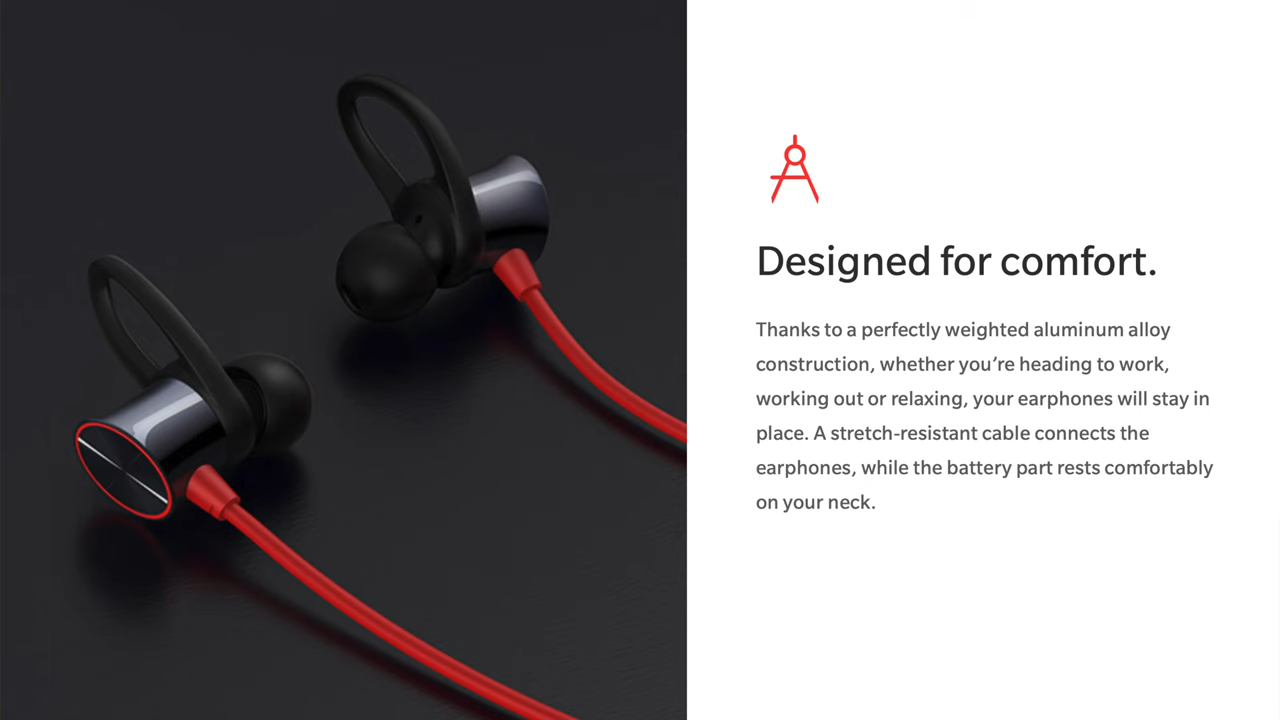 Designed for comfort.
Thanks to a perfectly weighted aluminum alloy
construction, whether you’re heading to work,
working out or relaxing, your earphones will stay in
place. A stretch-resistant cable connects the
earphones, while the battery part rests comfortably
on your neck.